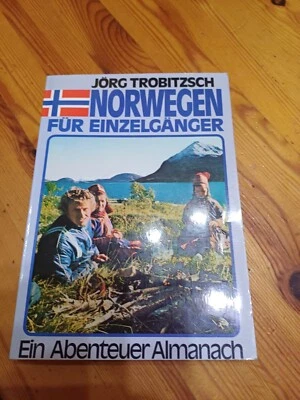 JÖRG TROBITZSCH
NORWEGEN
FÜR EINZELGÄNGER
Ein Abenteuer Almanach